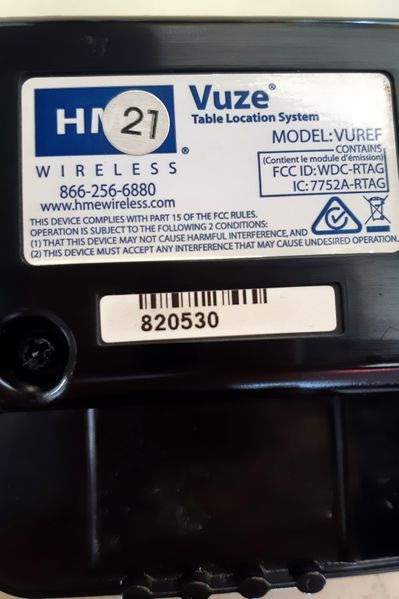 HM 21
Vuze®
Table Location System
WIRELESS®
MODEL: VUREF
CONTAINS
(Contient le module d'émission)
FCC ID: WDC-RTAG
IC: 7752A-RTAG
866-256-6880
www.hmewireless.com
THIS DEVICE COMPLIES WITH PART 15 OF THE FCC RULES.
OPERATION IS SUBJECT TO THE FOLLOWING 2 CONDITIONS:
(1) THAT THIS DEVICE MAY NOT CAUSE HARMFUL INTERFERENCE, AND
(2) THIS DEVICE MUST ACCEPT ANY INTERFERENCE THAT MAY CAUSE UNDESIRED OPERATION.
820530